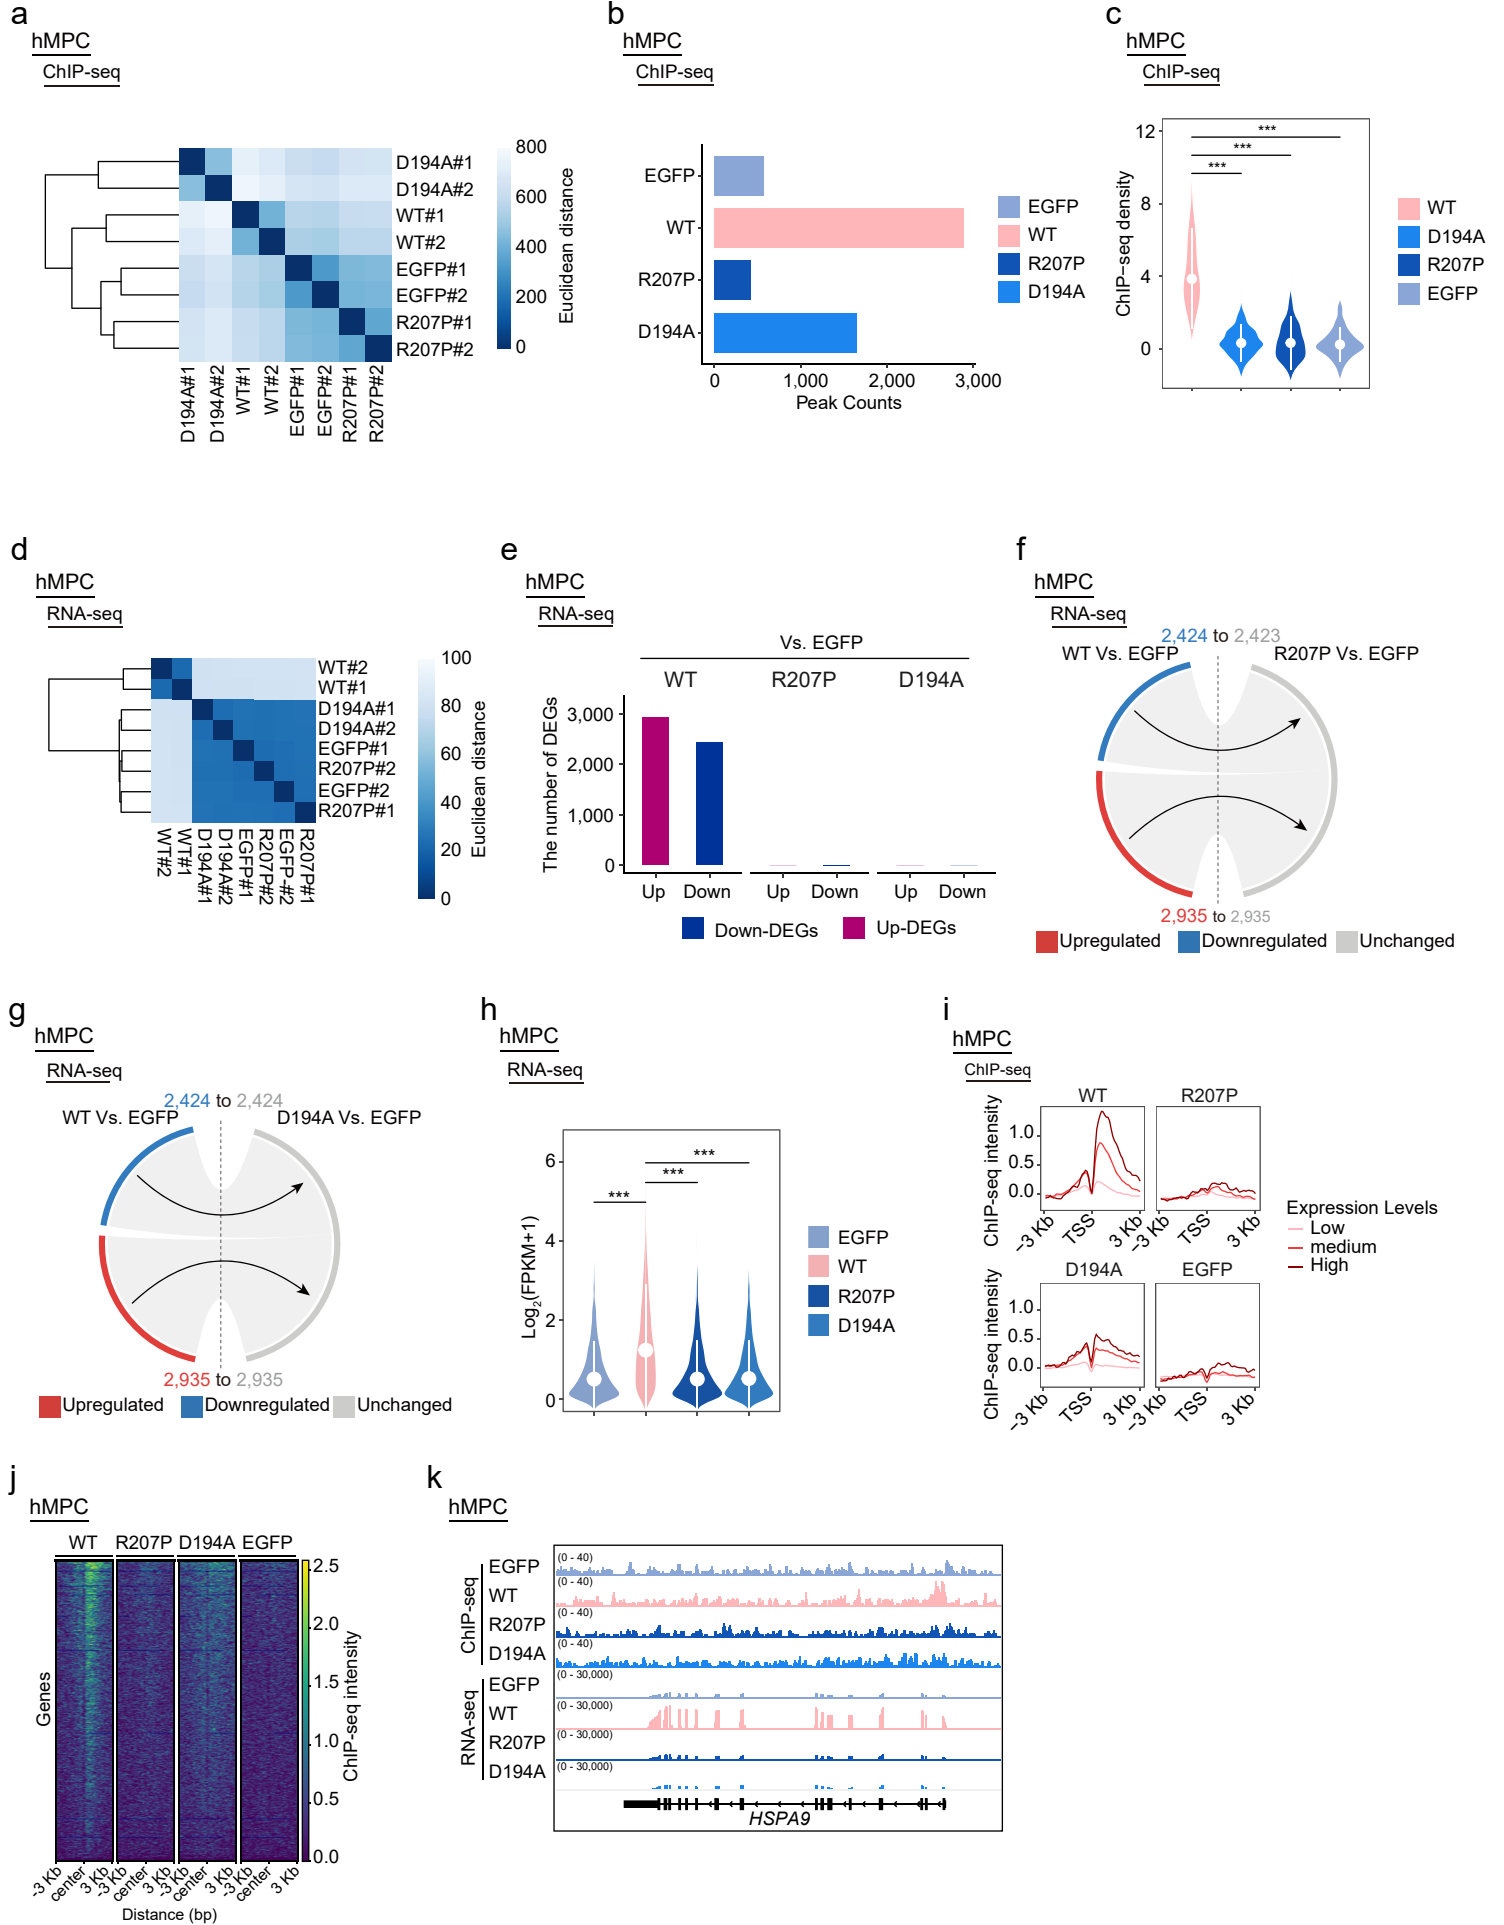 a
hMPC
ChIP-seq
D194A#1
D194A#2
WT#1
WT#2
EGFP#1
EGFP#2
R207P#1
R207P#2
D194A#1
D194A#2
WT#1
WT#2
EGFP#1
EGFP#2
R207P#1
R207P#2
800
600
400
200
0
Euclidean distance
b
hMPC
ChIP-seq
EGFP
WT
R207P
D194A
0
1,000
2,000
3,000
Peak Counts
EGFP
WT
R207P
D194A
c
hMPC
ChIP-seq
ChIP−seq density
12
8
4
0
***
***
***
WT
D194A
R207P
EGFP
d
hMPC
RNA-seq
WT#2
WT#1
D194A#1
D194A#2
EGFP#1
R207P#2
EGFP#2
R207P#1
WT#2
WT#1
D194A#1
D194A#2
EGFP#1
R207P#2
EGFP-#2
R207P#1
100
80
60
40
20
0
Euclidean distance
e
hMPC
RNA-seq
Vs. EGFP
WT
R207P
D194A
The number of DEGs
3,000
2,000
1,000
0
Up
Down
Up
Down
Up
Down
Down-DEGs
Up-DEGs
f
hMPC
RNA-seq
2,424 to 2,423
WT Vs. EGFP
R207P Vs. EGFP
2,935 to 2,935
Upregulated
Downregulated
Unchanged
g
hMPC
RNA-seq
2,424 to 2,424
WT Vs. EGFP
D194A Vs. EGFP
2,935 to 2,935
Upregulated
Downregulated
Unchanged
h
hMPC
RNA-seq
Log2(FPKM+1)
6
4
2
0
***
***
***
EGFP
WT
R207P
D194A
i
hMPC
ChIP-seq
WT
R207P
ChIP-seq intensity
1.0
0.5
0.0
−3 Kb
TSS
3 Kb
−3 Kb
TSS
3 Kb
D194A
EGFP
ChIP-seq intensity
1.0
0.5
0.0
−3 Kb
TSS
3 Kb
−3 Kb
TSS
3 Kb
Expression Levels
Low
medium
High
j
hMPC
WT
R207P
D194A
EGFP
Genes
2.5
2.0
1.5
1.0
0.5
0.0
ChIP-seq intensity
-3 Kb
center
3 Kb
-3 Kb
center
3 Kb
-3 Kb
center
3 Kb
-3 Kb
center
3 Kb
Distance (bp)
k
hMPC
ChIP-seq
EGFP
(0 - 40)
WT
(0 - 40)
R207P
(0 - 40)
D194A
(0 - 40)
RNA-seq
EGFP
(0 - 30,000)
WT
(0 - 30,000)
R207P
(0 - 30,000)
D194A
(0 - 30,000)
HSPA9